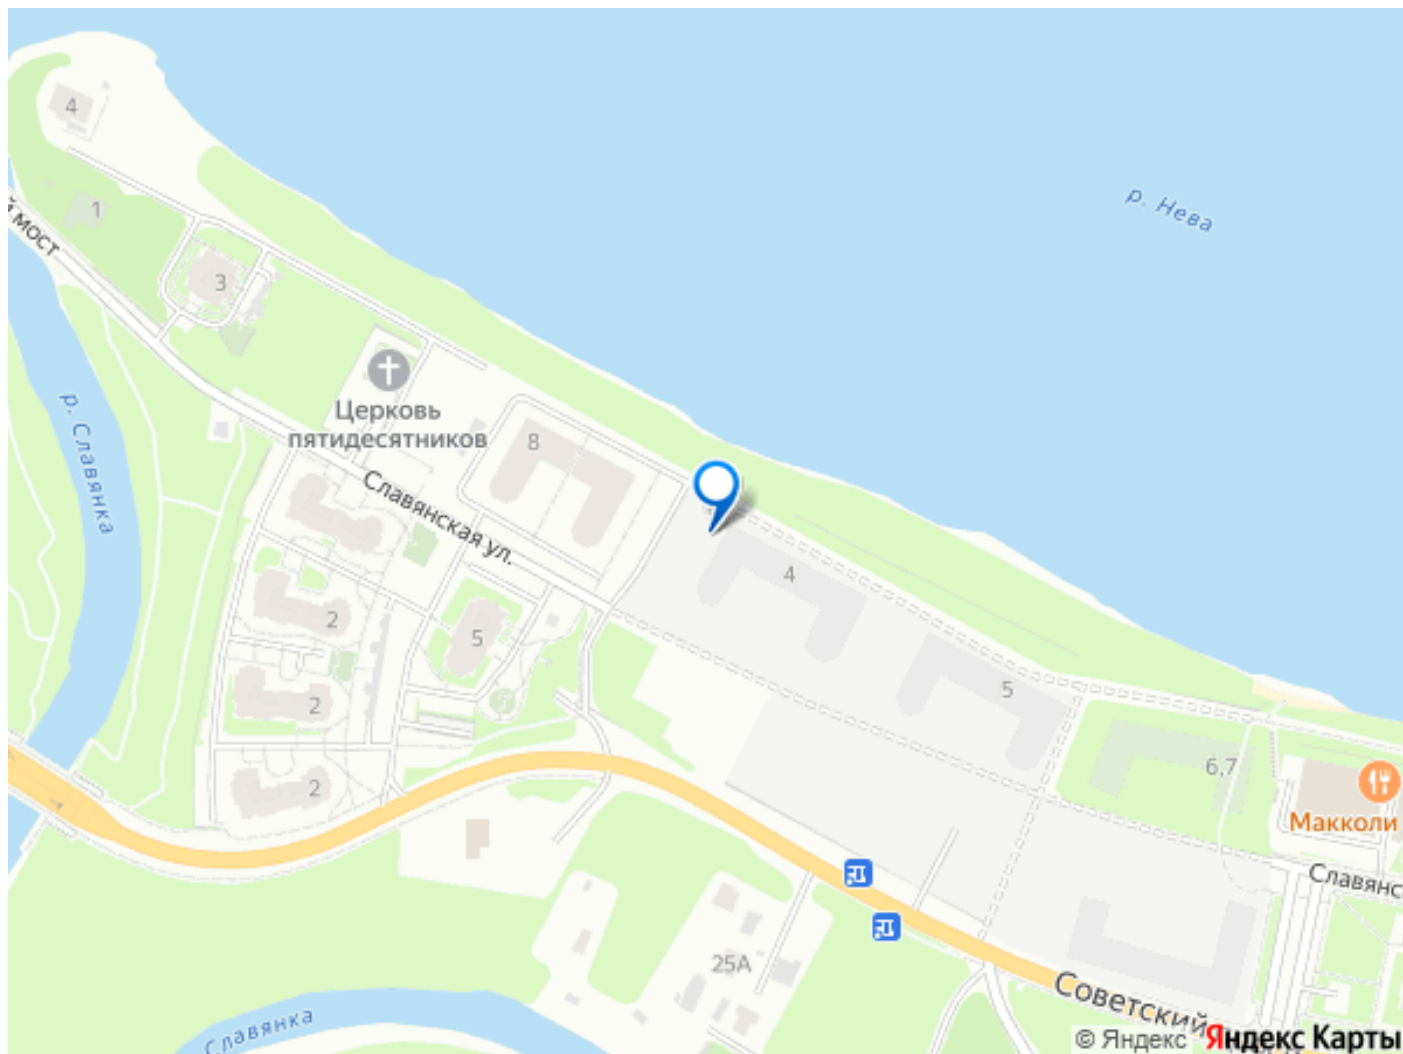 4
р. Нева
1
й мост
3
Церковь
пятидесятников
р. Славянка
8
Славянская ул.
4
2
5
5
2
6,7
2
Макколи
Славянс
25А
Советский
Славянка
© Яндекс Яндекс Карты